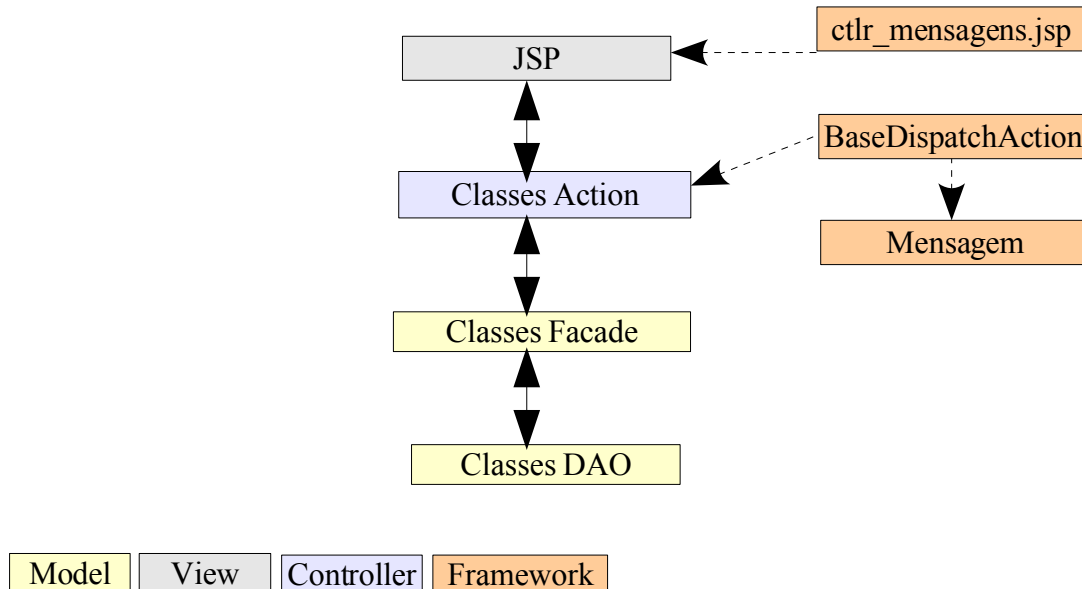 ctlr_mensagens.jsp
JSP
BaseDispatchAction
Classes Action
Mensagem
Classes Facade
Classes DAO
Model View Controller Framework